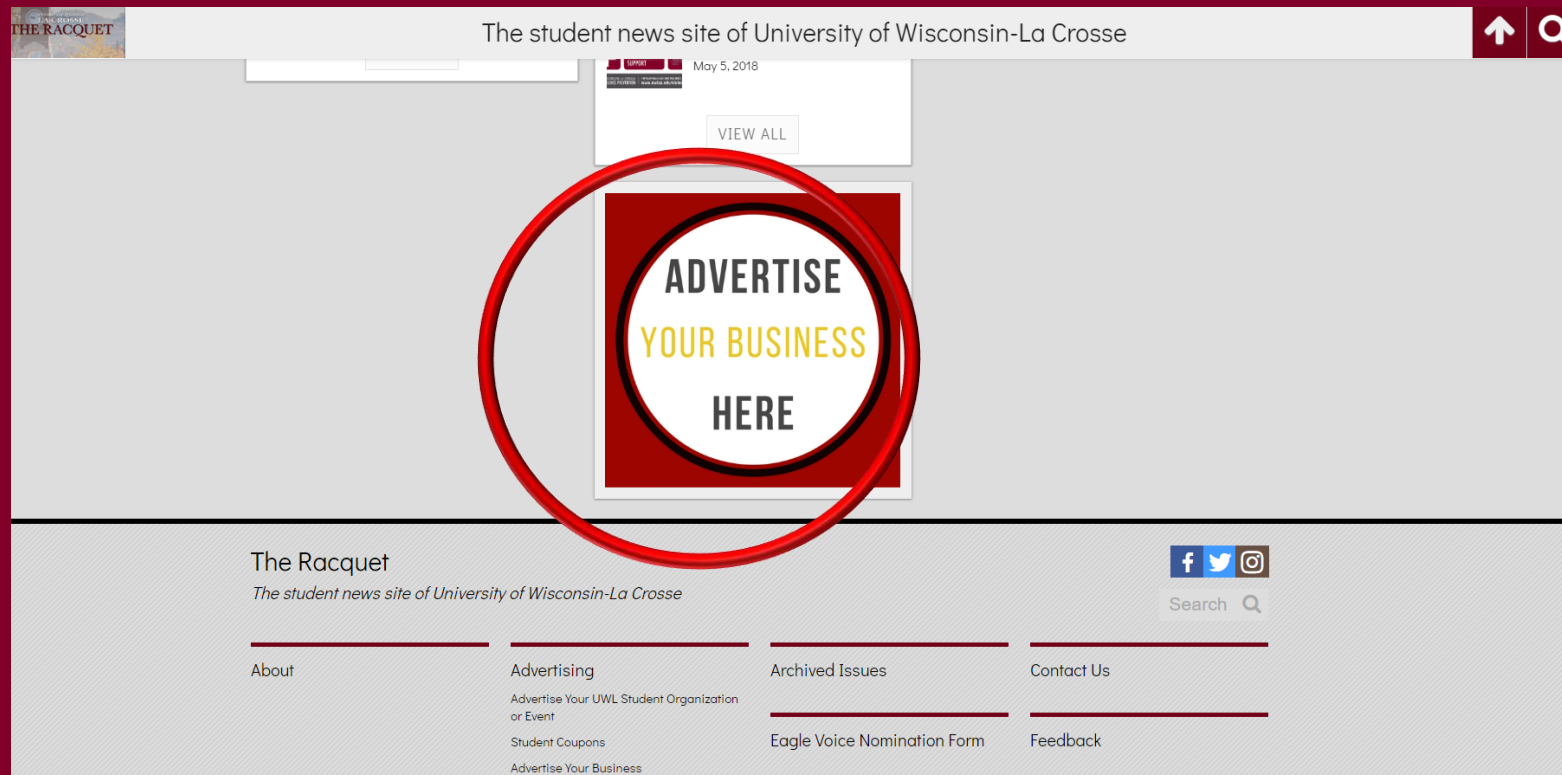 LA CROSSE
THE RACQUET
The student news site of University of Wisconsin-La Crosse
SUPPORT
May 5, 2018
VIEW ALL
ADVERTISE
YOUR BUSINESS
HERE
The Racquet
The student news site of University of Wisconsin-La Crosse
f
Search
About
Advertising
Advertise Your UWL Student Organization
or Event
Student Coupons
Advertise Your Business
Archived Issues
Eagle Voice Nomination Form
Contact Us
Feedback